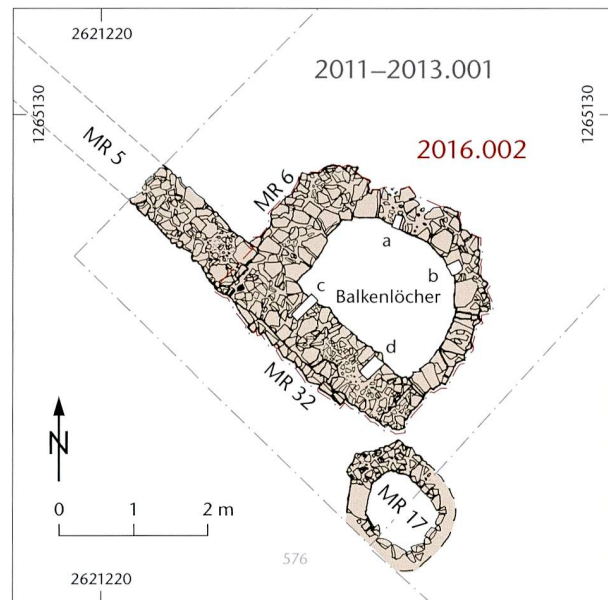 2621220
2011–2013.001
1265130
1265130
MR 5
2016.002
MR 6
a
b
c
Balkenlöcher
d
MR 32
N
MR 17
0 1 2 m
576
2621220